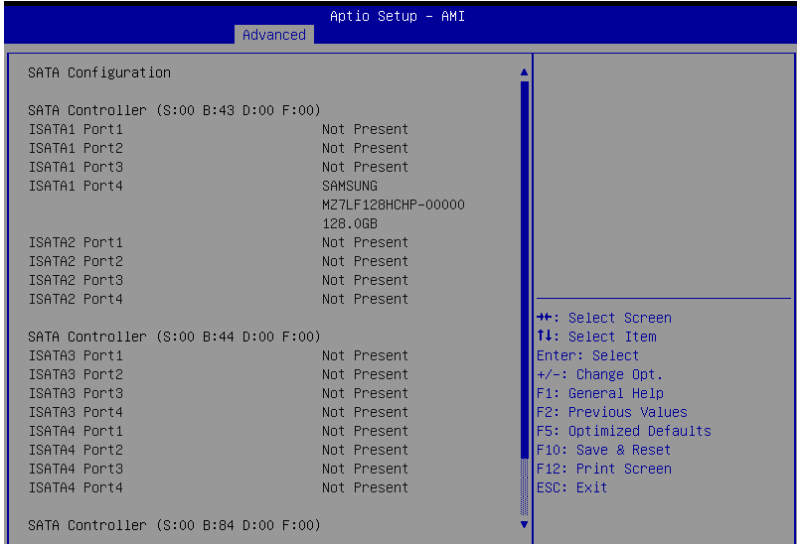 Aptio Setup – AMI
Advanced
SATA Configuration
SATA Controller (S:00 B:43 D:00 F:00)
ISATA1 Port1 Not Present
ISATA1 Port2 Not Present
ISATA1 Port3 Not Present
ISATA1 Port4 SAMSUNG
MZ7LF128HCHP-00000
128.0GB
ISATA2 Port1 Not Present
ISATA2 Port2 Not Present
ISATA2 Port3 Not Present
ISATA2 Port4 Not Present
SATA Controller (S:00 B:44 D:00 F:00)
ISATA3 Port1 Not Present
ISATA3 Port2 Not Present
ISATA3 Port3 Not Present
ISATA3 Port4 Not Present
ISATA4 Port1 Not Present
ISATA4 Port2 Not Present
ISATA4 Port3 Not Present
ISATA4 Port4 Not Present
SATA Controller (S:00 B:84 D:00 F:00)
→←: Select Screen
↑↓: Select Item
Enter: Select
+/-: Change Opt.
F1: General Help
F2: Previous Values
F5: Optimized Defaults
F10: Save & Reset
F12: Print Screen
ESC: Exit